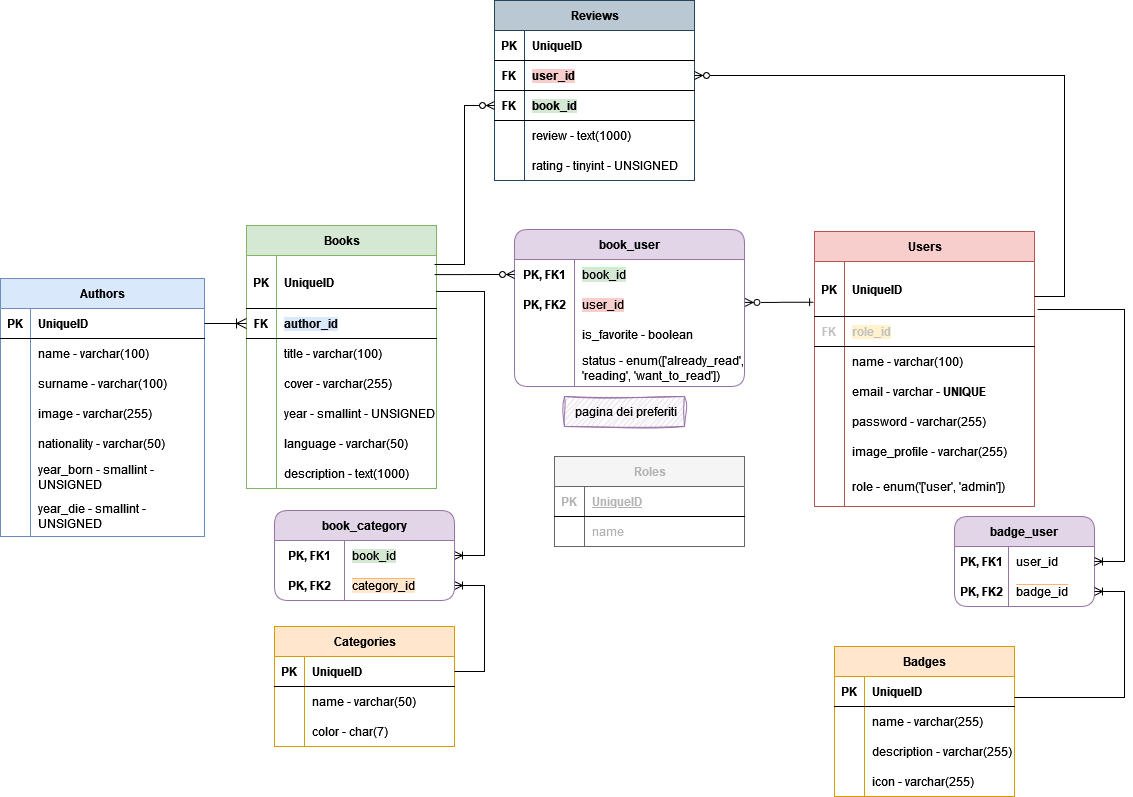 Reviews
PK UniqueID
FK user_id
FK book_id
review - text(1000)
rating - tinyint - UNSIGNED
Books
PK UniqueID
FK author_id
title - varchar(100)
cover - varchar(255)
year - smallint - UNSIGNED
language - varchar(50)
description - text(1000)
book_user
PK, FK1 book_id
PK, FK2 user_id
is_favorite - boolean
status - enum(['already_read',
'reading', 'want_to_read'])
pagina dei preferiti
Users
PK UniqueID
FK role_id
name - varchar(100)
email - varchar - UNIQUE
password - varchar(255)
image_profile - varchar(255)
role - enum('['user', 'admin'])
Authors
PK UniqueID
name - varchar(100)
surname - varchar(100)
image - varchar(255)
nationality - varchar(50)
year_born - smallint -
UNSIGNED
year_die - smallint -
UNSIGNED
Roles
PK UniqueID
name
book_category
PK, FK1 book_id
PK, FK2 category_id
badge_user
PK, FK1 user_id
PK, FK2 badge_id
Categories
PK UniqueID
name - varchar(50)
color - char(7)
Badges
PK UniqueID
name - varchar(255)
description - varchar(255)
icon - varchar(255)